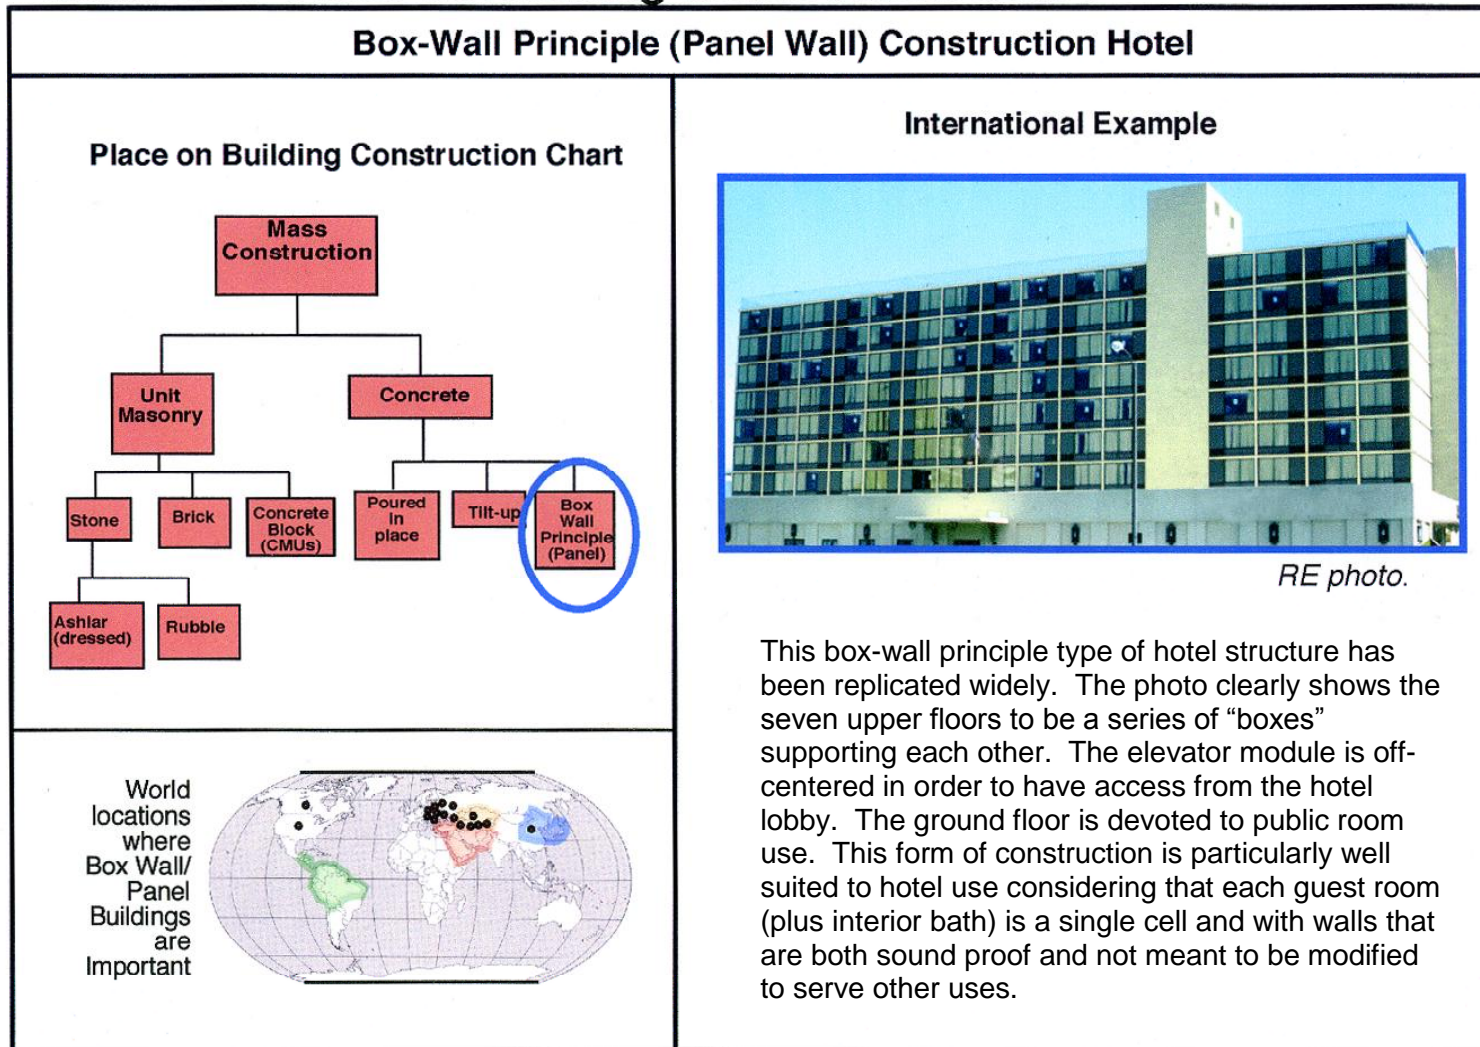 Box-Wall Principle (Panel Wall) Construction Hotel
Place on Building Construction Chart
Mass
Construction
Unit
Masonry
Concrete
Stone
Brick
Concrete
Block
(CMUs)
Poured
In
place
Tilt-up
Box
Wall
Principle
(Panel)
Ashlar
(dressed)
Rubble
World
locations
where
Box Wall/
Panel
Buildings
are
Important
International Example
RE photo.
This box-wall principle type of hotel structure has
been replicated widely.  The photo clearly shows the
seven upper floors to be a series of “boxes”
supporting each other.  The elevator module is off-
centered in order to have access from the hotel
lobby.  The ground floor is devoted to public room
use.  This form of construction is particularly well
suited to hotel use considering that each guest room
(plus interior bath) is a single cell and with walls that
are both sound proof and not meant to be modified
to serve other uses.